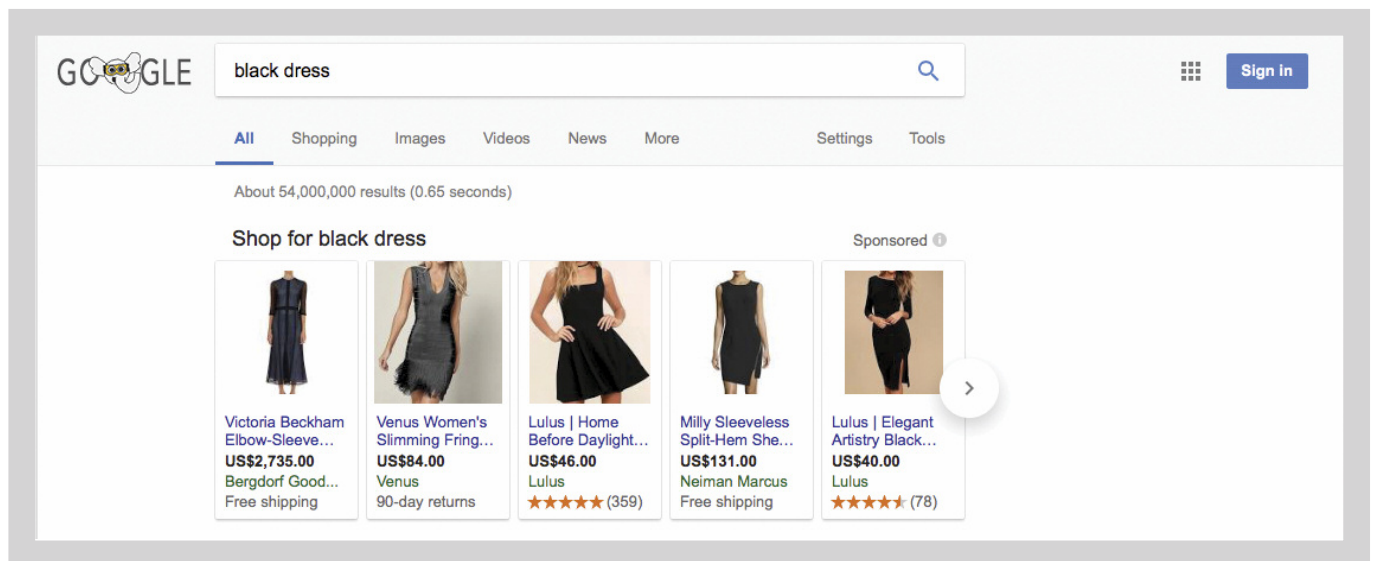 GOOGLE
black dress
Sign in
All Shopping Images Videos News More Settings Tools
About 54,000,000 results (0.65 seconds)
Shop for black dress
Sponsored
Victoria Beckham
Elbow-Sleeve...
US$2,735.00
Bergdorf Good...
Free shipping
Venus Women's
Slimming Fring...
US$84.00
Venus
90-day returns
Lulus | Home
Before Daylight...
US$46.00
Lulus
★★★★★ (359)
Milly Sleeveless
Split-Hem She...
US$131.00
Neiman Marcus
Free shipping
Lulus | Elegant
Artistry Black...
US$40.00
Lulus
(78)